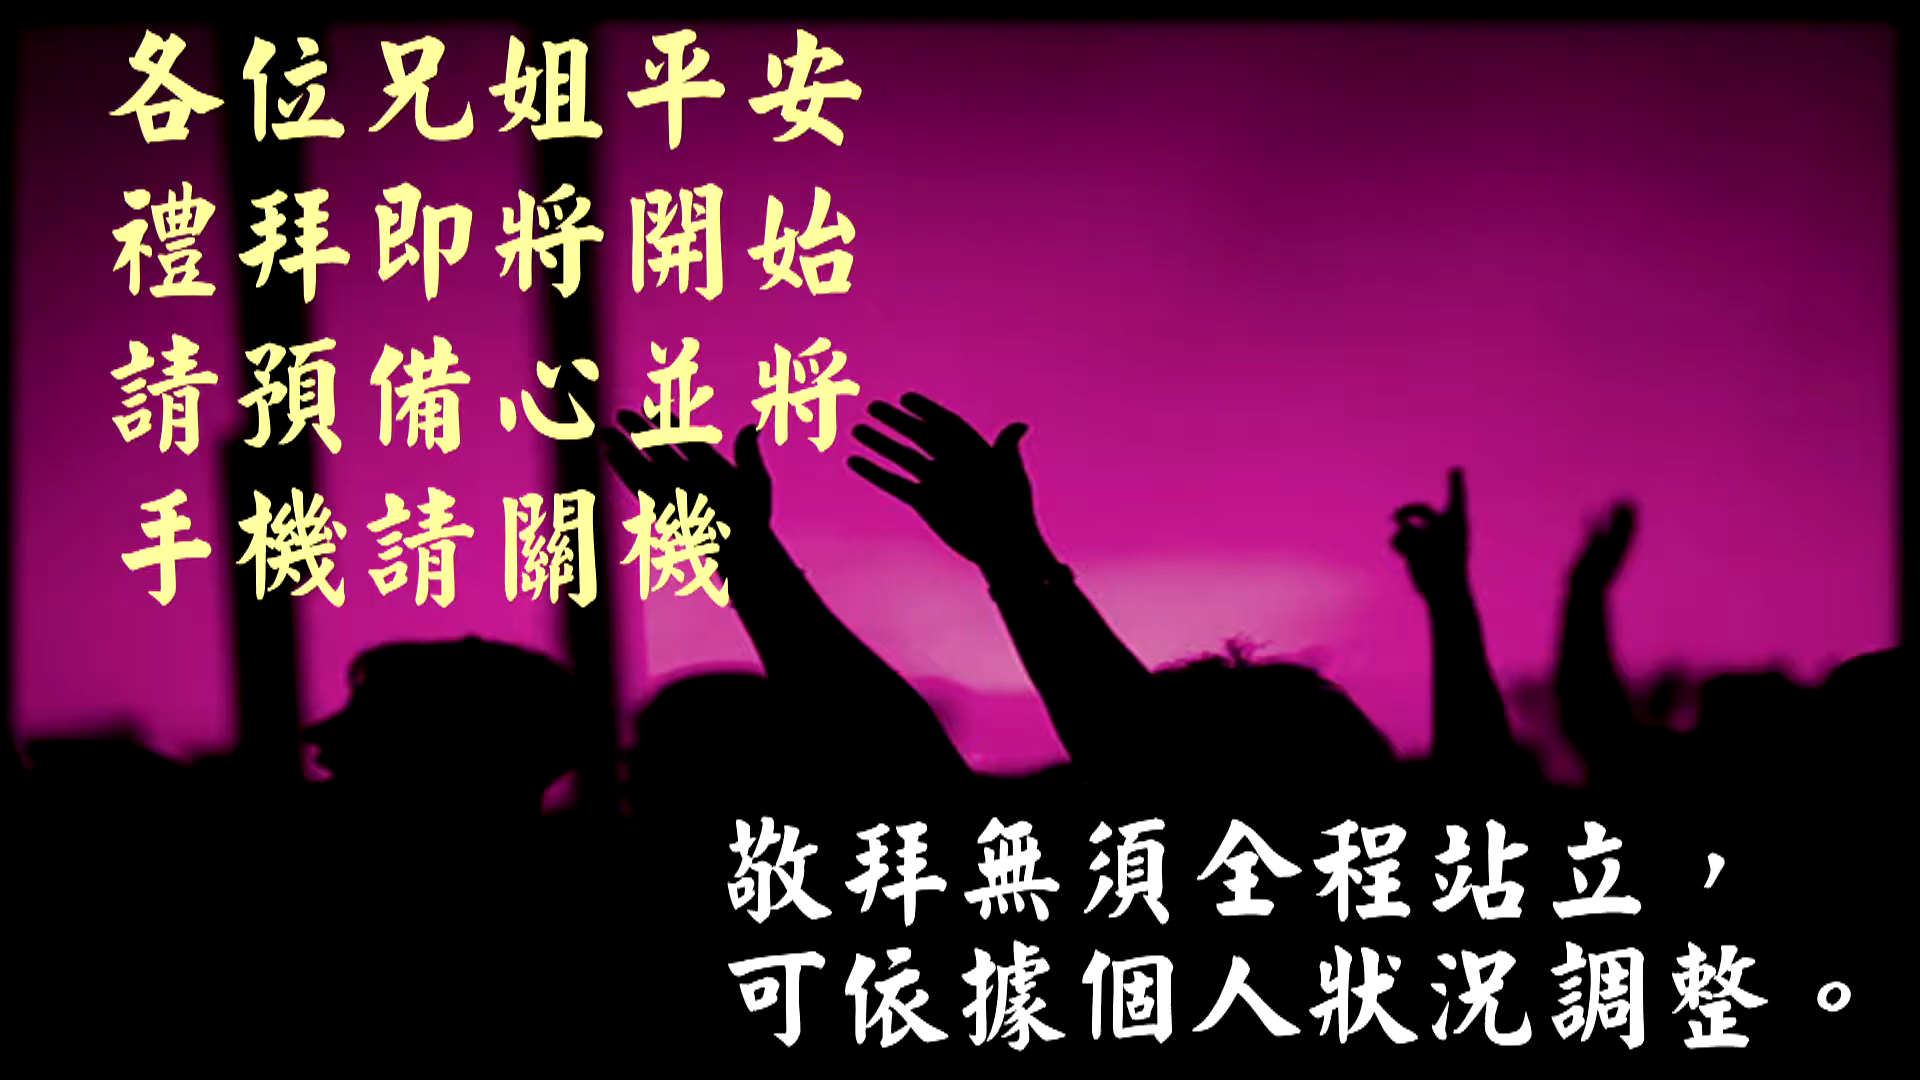 各位兄姐平安
禮拜即將開始
請預備心並將
手機請關機
敬拜無須全程站立，
可依據個人狀況調整。